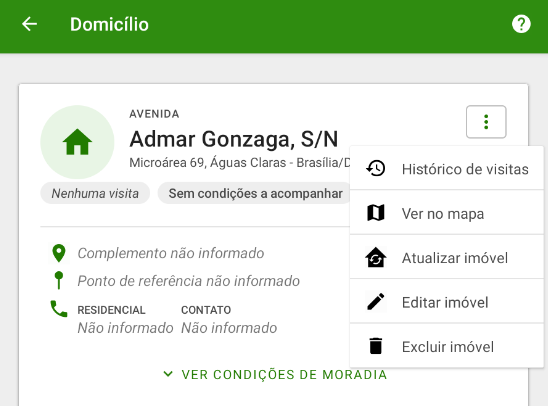 Domicílio
AVENIDA
Admar Gonzaga, S/N
Microárea 69, Águas Claras - Brasília/D
Nenhuma visita
Sem condições a acompanhar
Histórico de visitas
Ver no mapa
Atualizar imóvel
Editar imóvel
Excluir imóvel
Complemento não informado
Ponto de referência não informado
RESIDENCIAL CONTATO
Não informado Não informado
VER CONDIÇÕES DE MORADIA